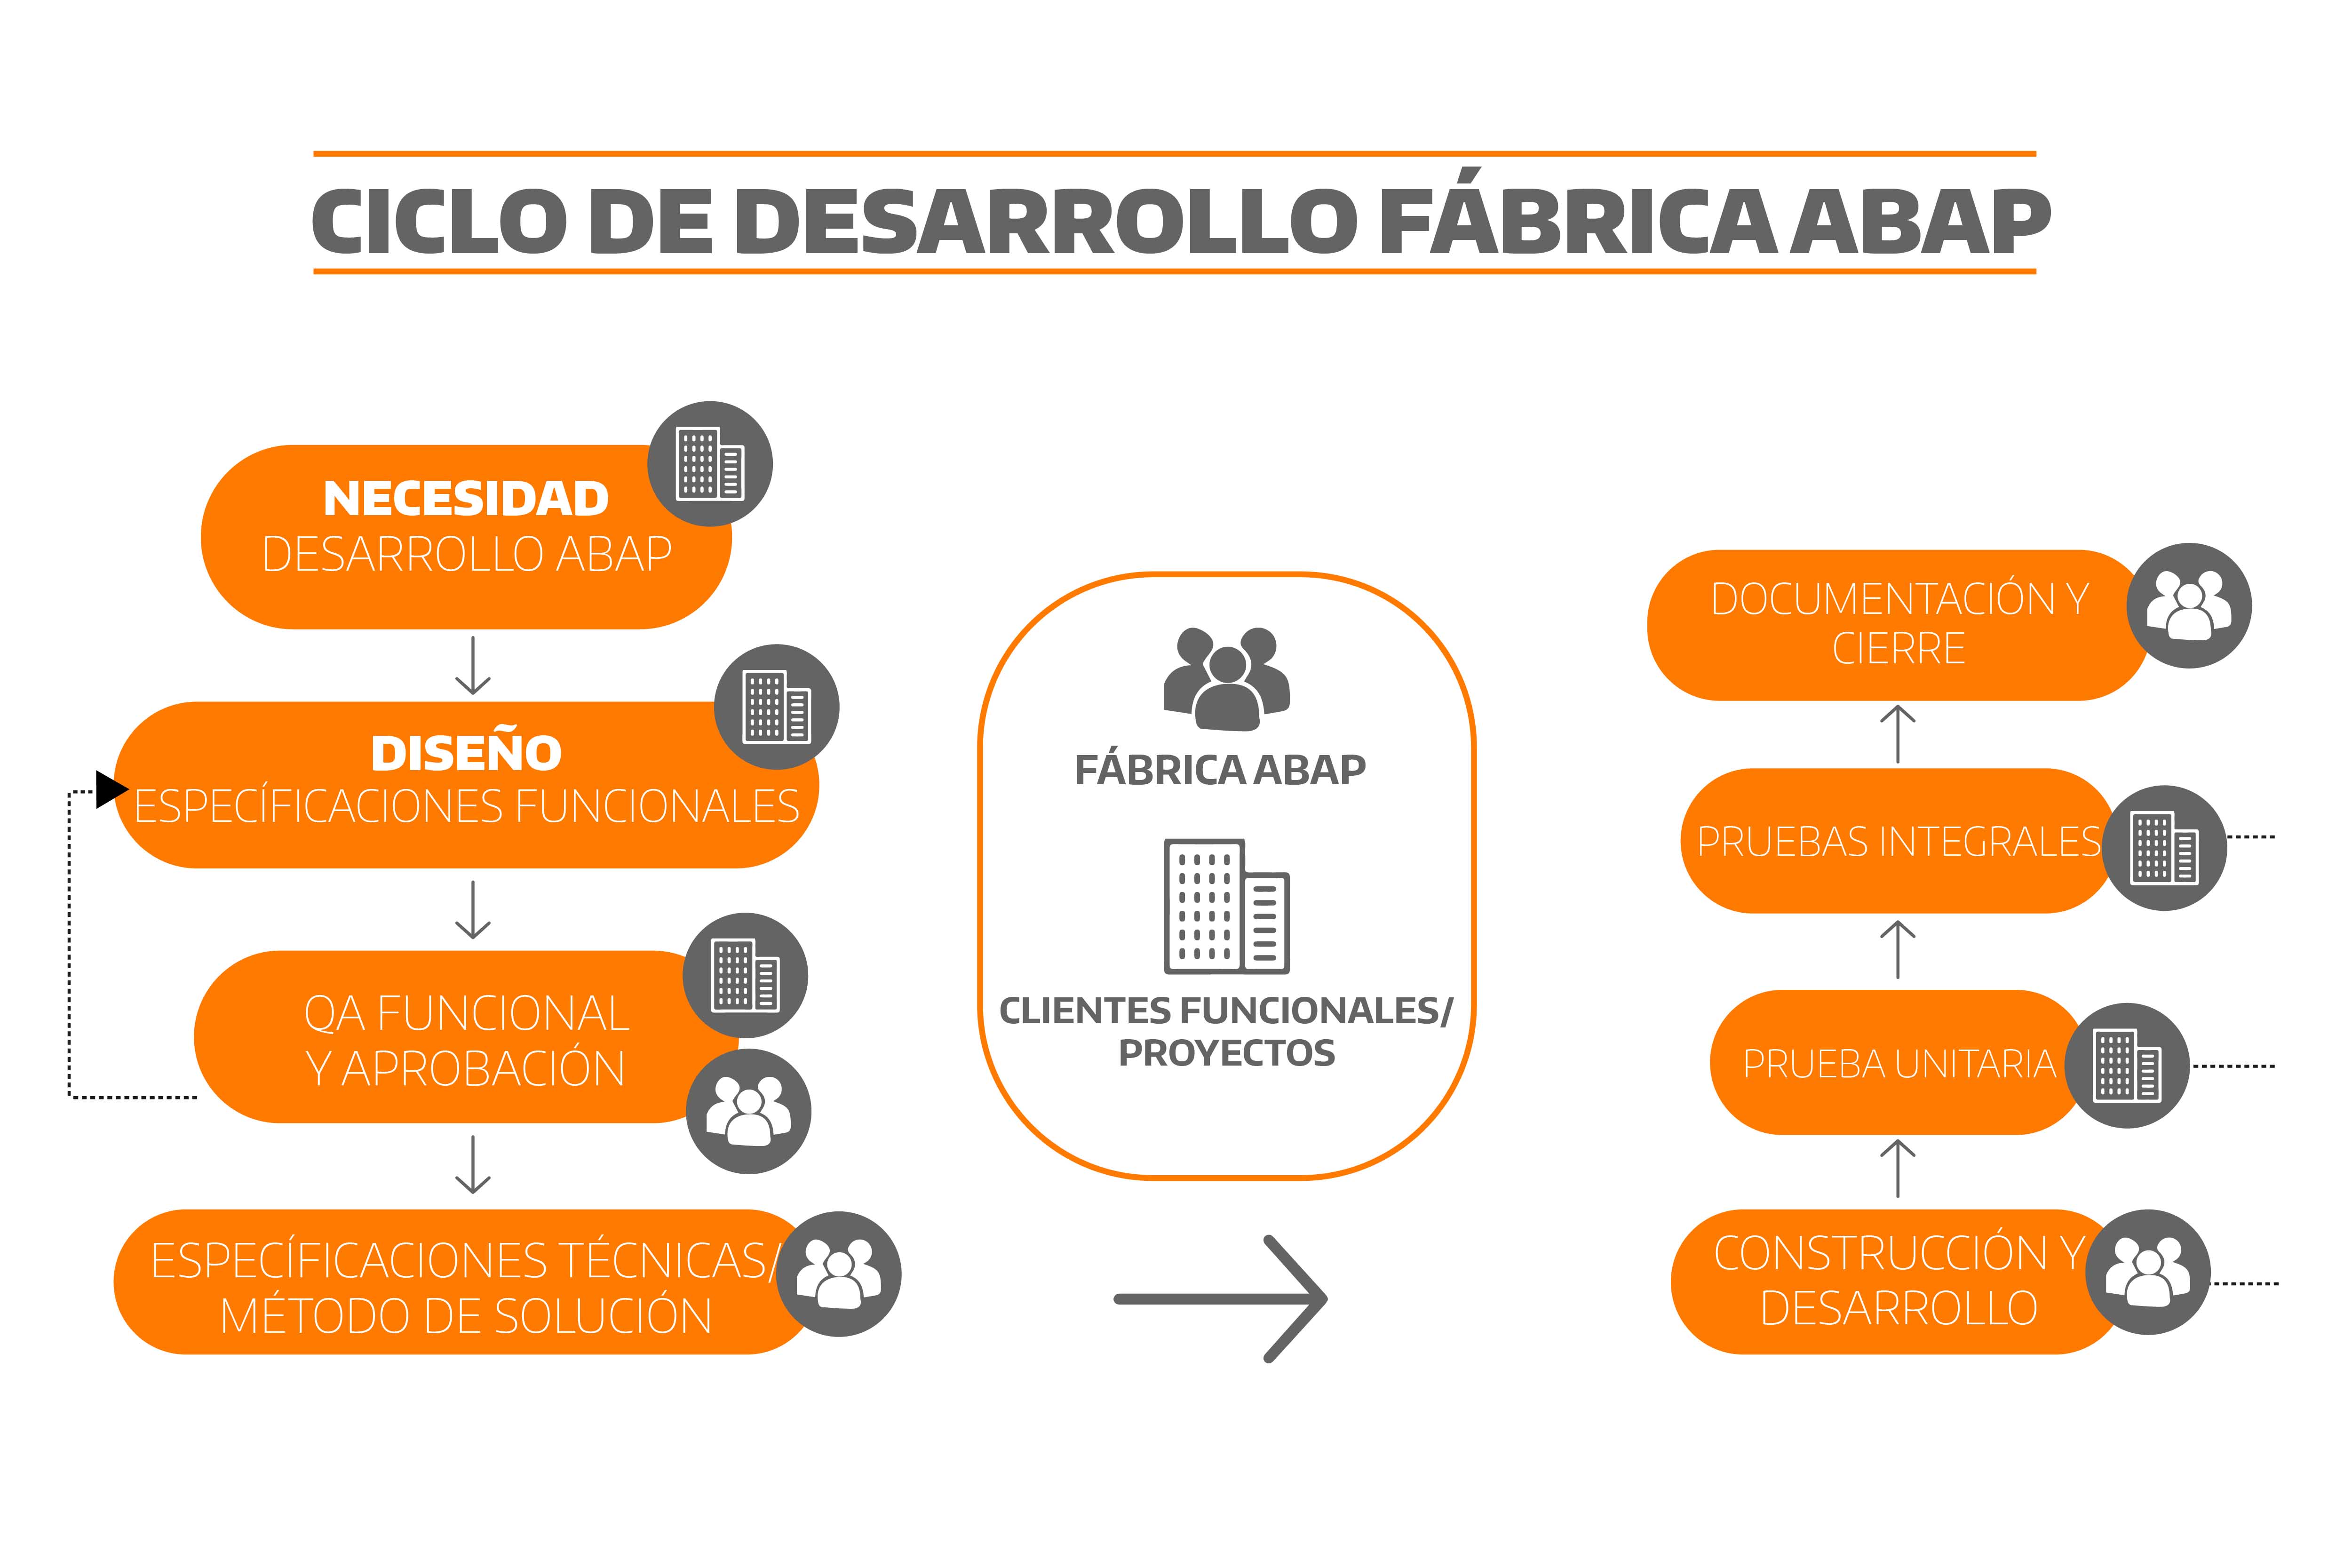 CICLO DE DESARROLLO FÁBRICA ABAP
NECESIDAD
DESARROLLO ABAP
DISEÑO
ESPECÍFICACIONES FUNCIONALES
QA FUNCIONAL
Y APROBACIÓN
ESPECÍFICACIONES TÉCNICAS/
MÉTODO DE SOLUCIÓN
FÁBRICA ABAP
CLIENTES FUNCIONALES/
PROYECTOS
DOCUMENTACIÓN Y
CIERRE
PRUEBAS INTEGRALES
PRUEBA UNITARIA
CONSTRUCCIÓN Y
DESARROLLO